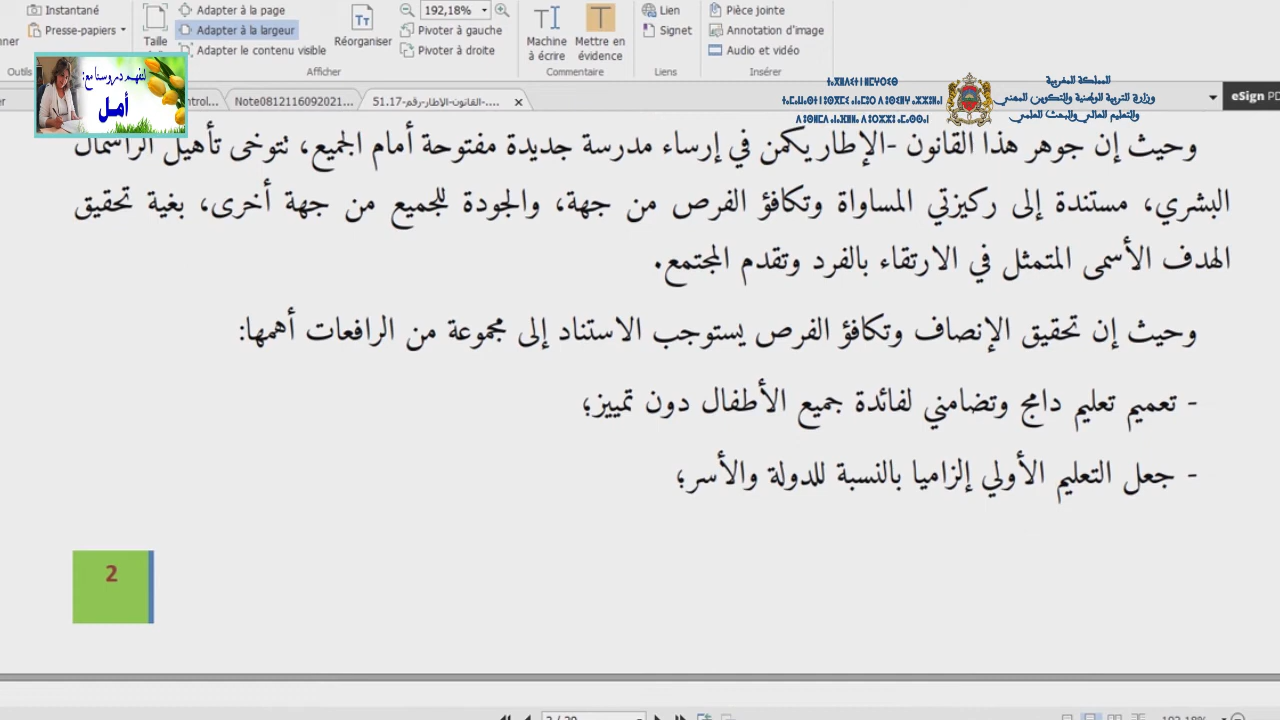 Instantané
Adapter à la page
192,18%
Lien
Pièce jointe
Presse-papiers
Taille
Adapter à la largeur
Réorganiser
Pivoter à gauche
Machine à écrire
Mettre en évidence
Signet
Annotation d'image
Adapter le contenu visible
Pivoter à droite
Audio et vidéo
Outils
Afficher
Commentaire
Liens
Insérer
لنفهم دروسنا مع:
أمل
Note0812116092021...
51.17-القانون-الإطار-رقم-....
eSign PD
المملكة المغربية
وزارة التربية الوطنية والتكوين المهني
والتعليم العالي والبحث العلمي
وحيث إن جوهر هذا القانون -الإطار يكمن في إرساء مدرسة جديدة مفتوحة أمام الجميع، تتوخى تأهيل الرأسمال
البشري، مستندة إلى ركيزتي المساواة وتكافؤ الفرص من جهة، والجودة للجميع من جهة أخرى، بغية تحقيق
الهدف الأسمى المتمثل في الارتقاء بالفرد وتقدم المجتمع.
وحيث إن تحقيق الإنصاف وتكافؤ الفرص يستوجب الاستناد إلى مجموعة من الرافعات أهمها:
- تعميم تعليم دامج وتضامني لفائدة جميع الأطفال دون تمييز؛
- جعل التعليم الأولي إلزاميا بالنسبة للدولة والأسر؛
2